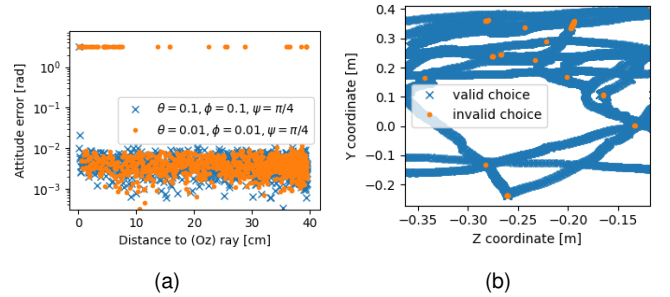 Attitude error [rad]
10⁰
10⁻¹
10⁻²
10⁻³
θ = 0.1, ϕ = 0.1, ψ = π/4
θ = 0.01, ϕ = 0.01, ψ = π/4
0 10 20 30 40
Distance to (Oz) ray [cm]
(a)
Y coordinate [m]
0.4
0.3
0.2
0.1
0.0
−0.1
−0.2
valid choice
invalid choice
−0.35 −0.30 −0.25 −0.20 −0.15
Z coordinate [m]
(b)